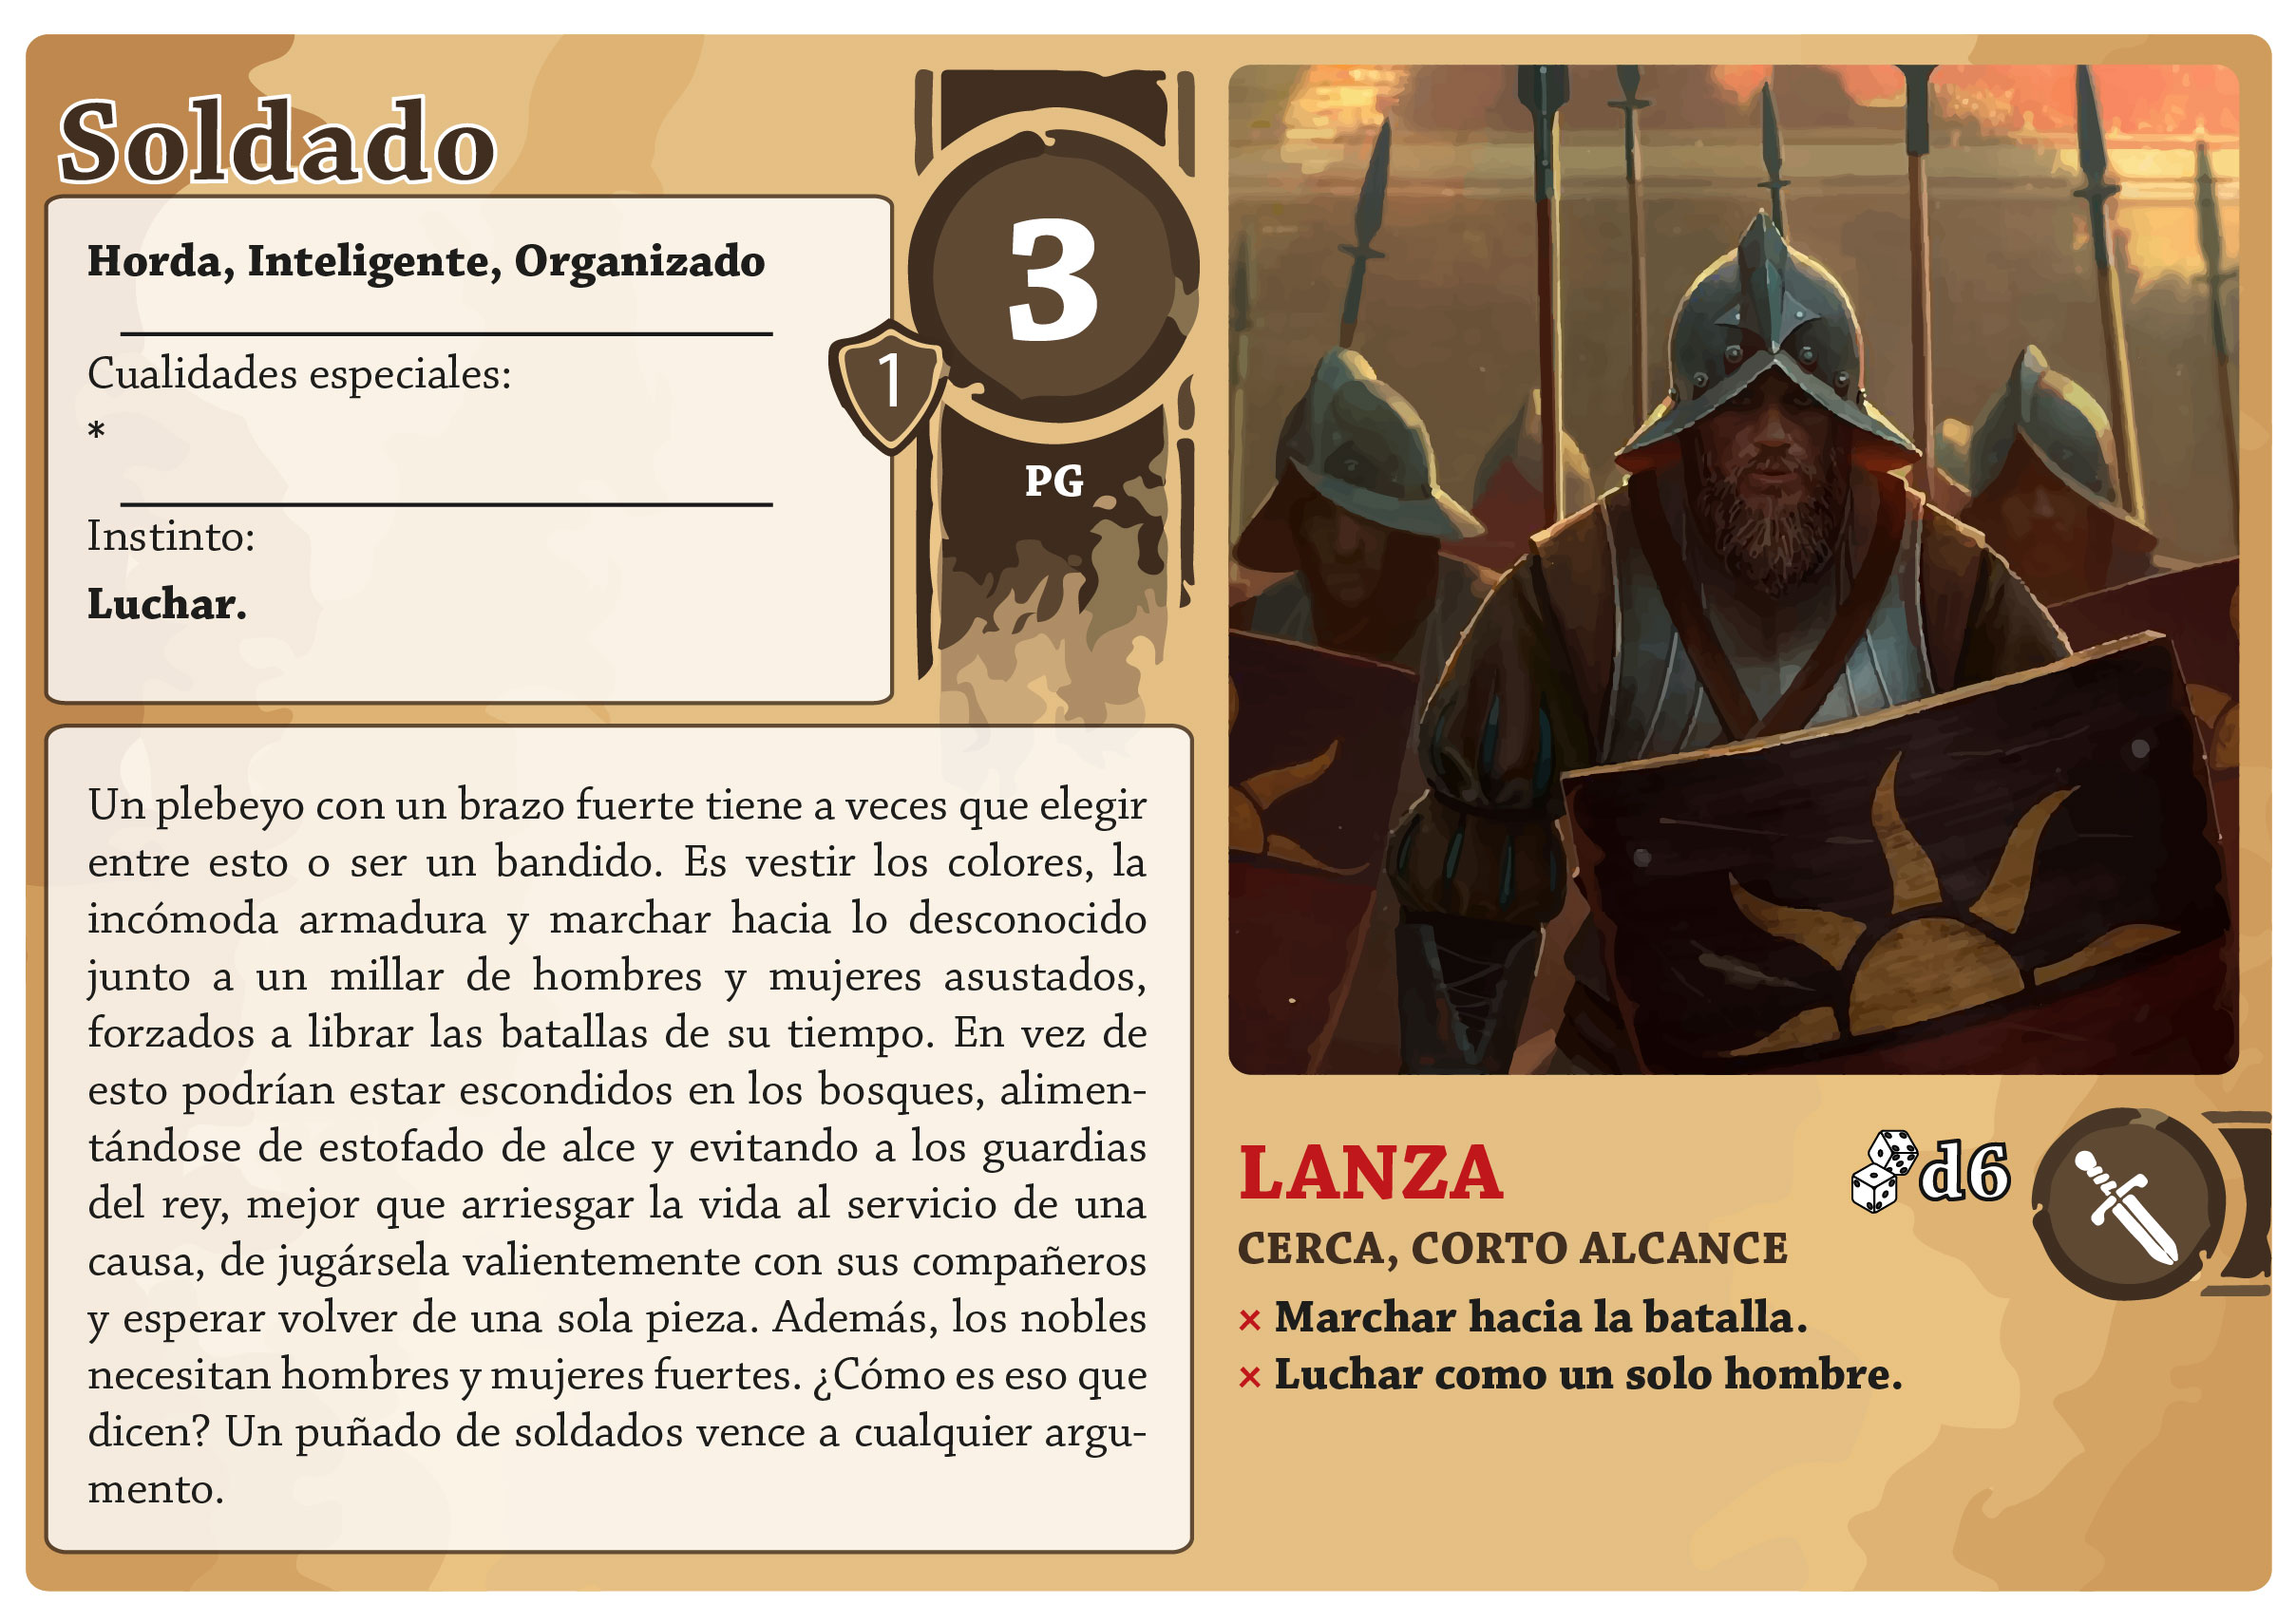 Soldado
Horda, Inteligente, Organizado
Cualidades especiales:
*
Instinto:
Luchar.
1
3
PG
Un plebeyo con un brazo fuerte tiene a veces que elegir
entre esto o ser un bandido. Es vestir los colores, la
incómoda armadura y marchar hacia lo desconocido
junto a un millar de hombres y mujeres asustados,
forzados a librar las batallas de su tiempo. En vez de
esto podrían estar escondidos en los bosques, alimen-
tándose de estofado de alce y evitando a los guardias
del rey, mejor que arriesgar la vida al servicio de una
causa, de jugársela valientemente con sus compañeros
y esperar volver de una sola pieza. Además, los nobles
necesitan hombres y mujeres fuertes. ¿Cómo es eso que
dicen? Un puñado de soldados vence a cualquier argu-
mento.
LANZA
d6
CERCA, CORTO ALCANCE
× Marchar hacia la batalla.
× Luchar como un solo hombre.